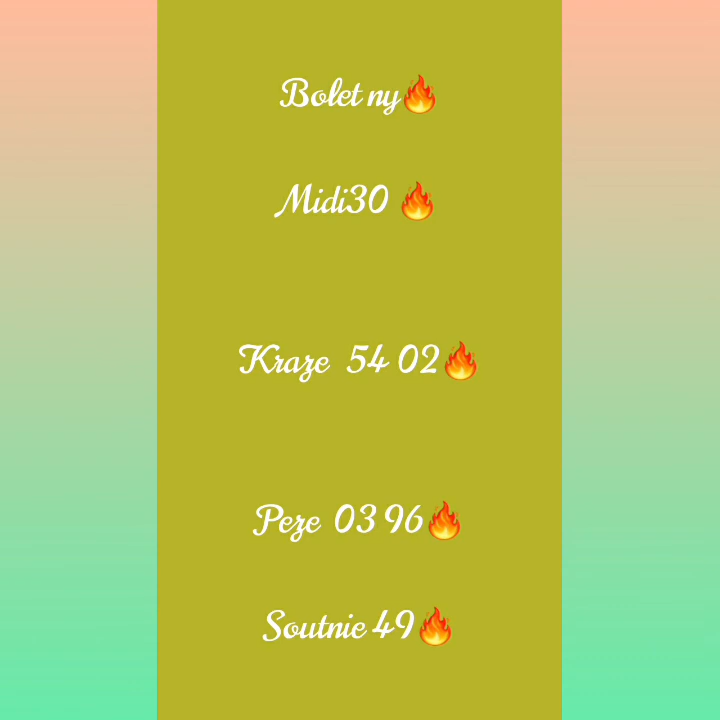 Bolet ny🔥
Midi30 🔥
Kraze 54 02🔥
Peze 03 96🔥
Soutnie 49🔥